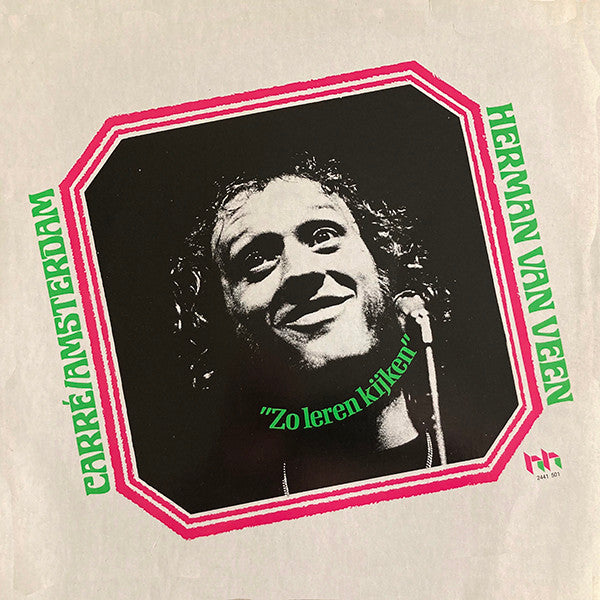 CARRÉ/AMSTERDAM
HERMAN VAN VEEN
"Zo leren kijken"
2441 501